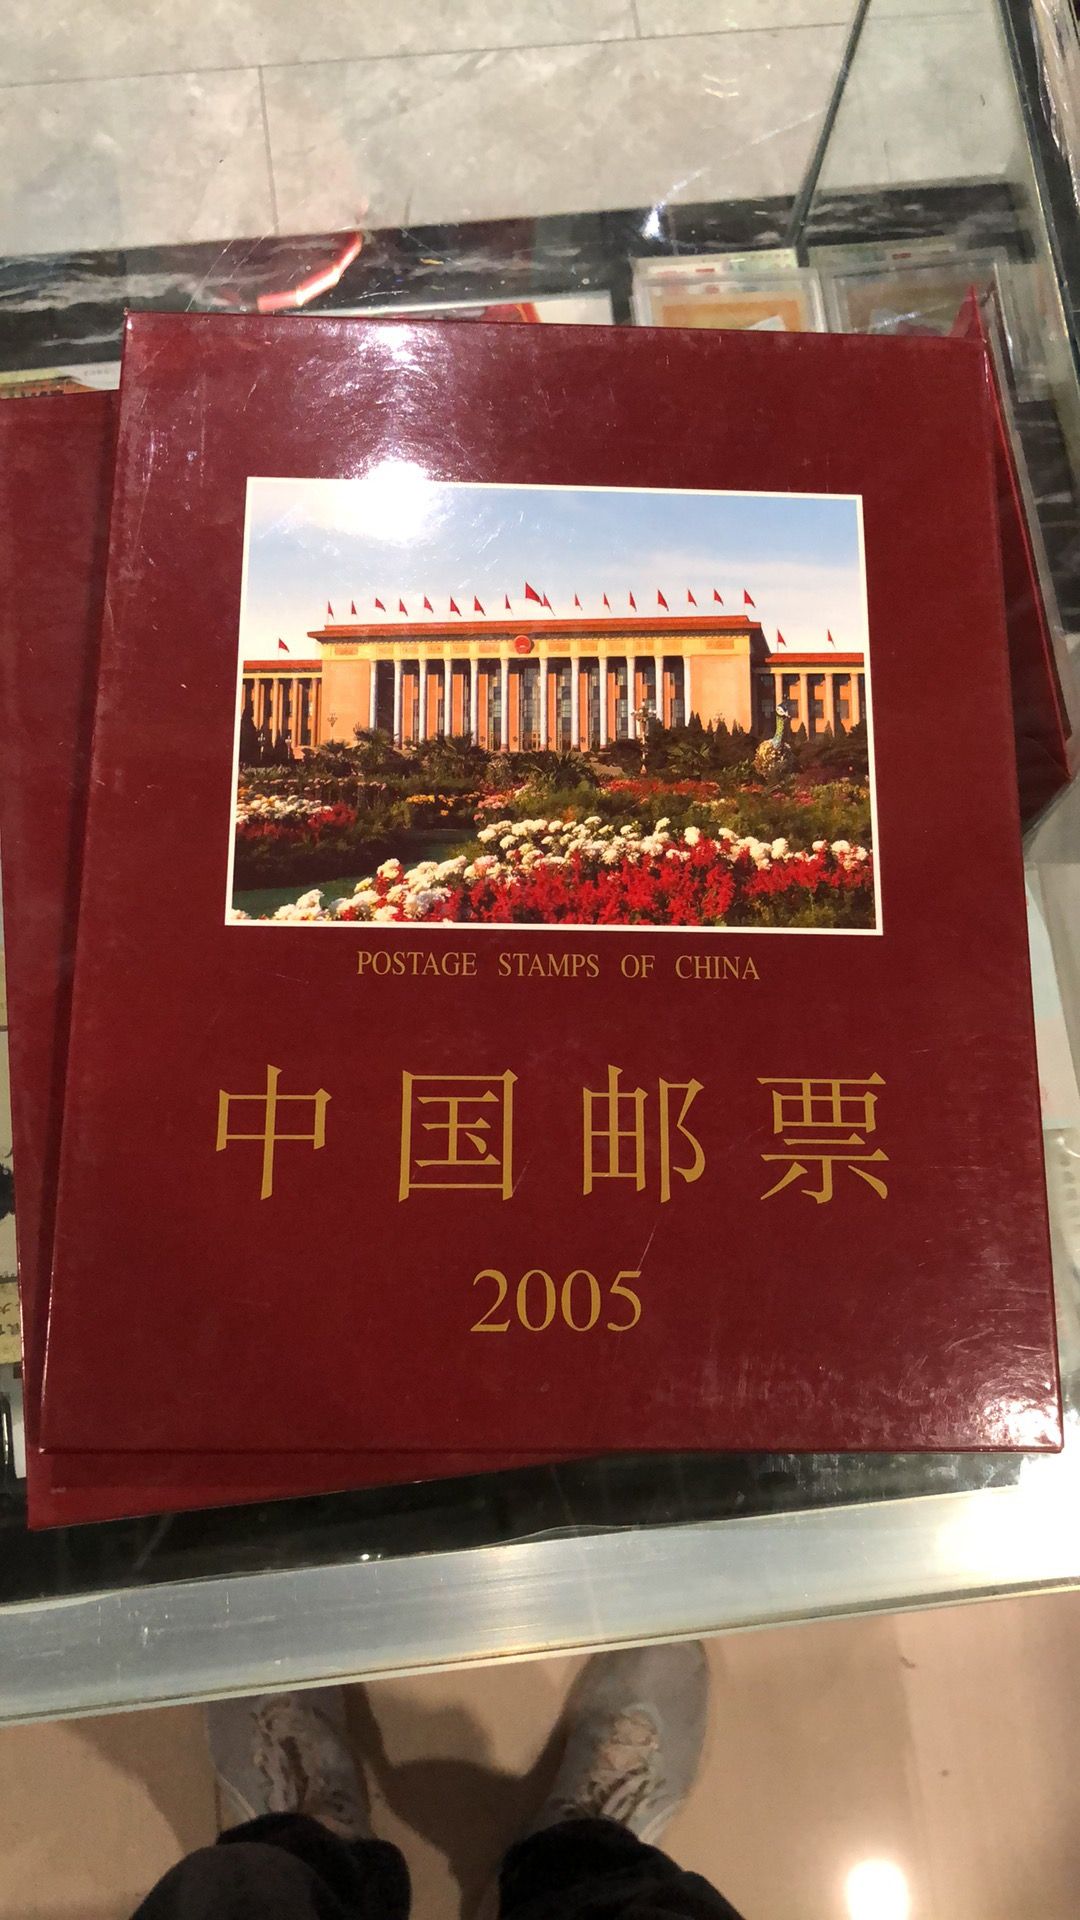 POSTAGE STAMPS OF CHINA
中国邮票
2005